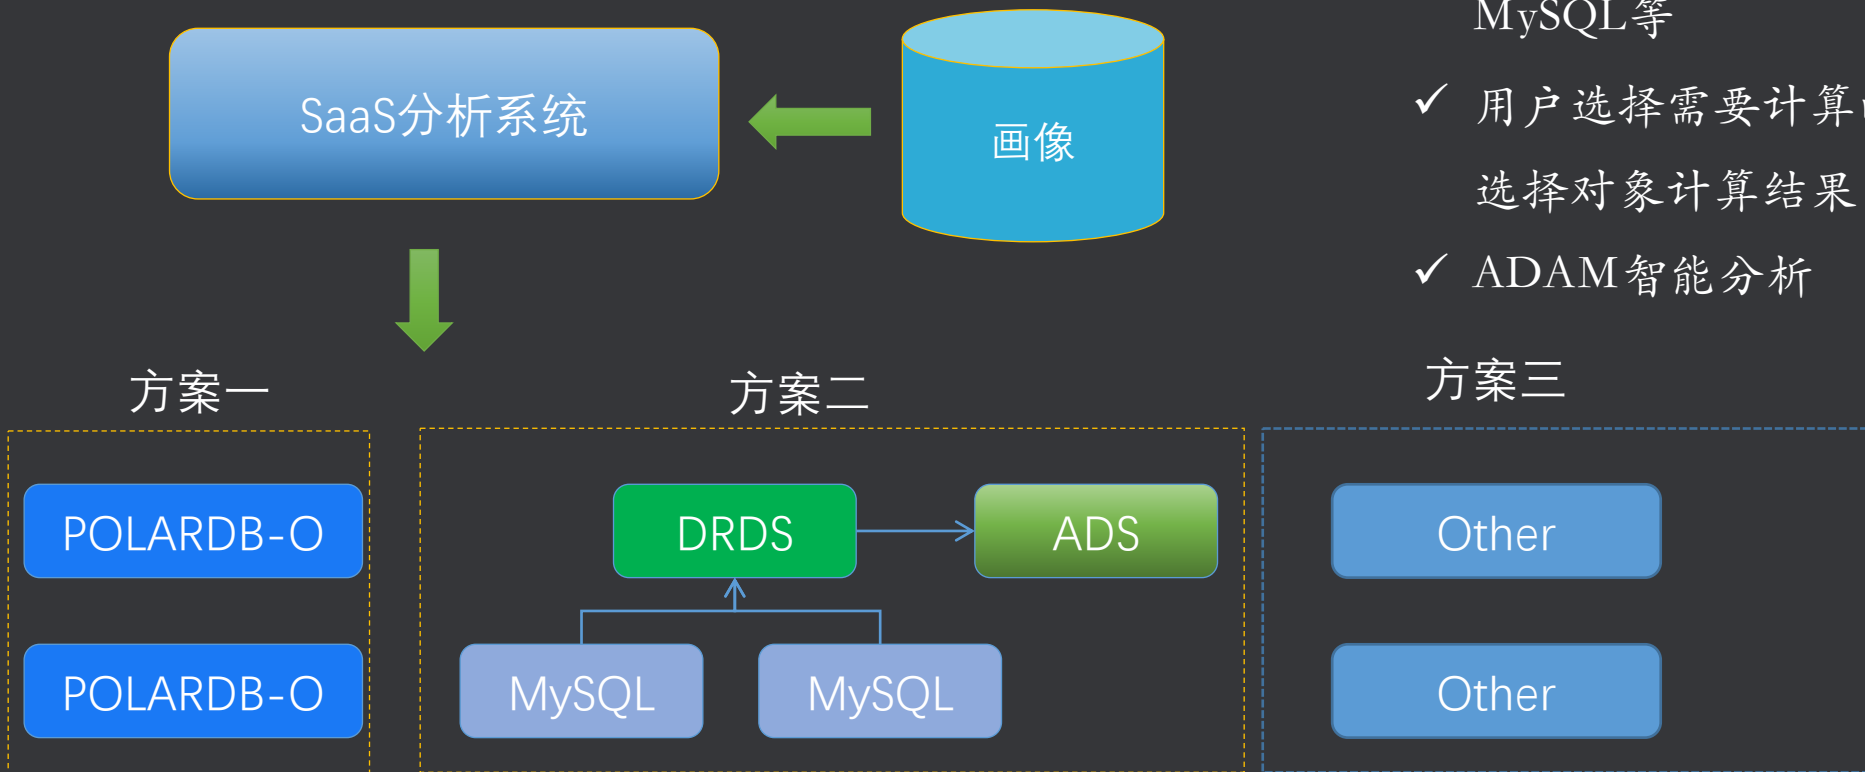 MySQL等
SaaS分析系统
画像
✓ 用户选择需要计算
选择对象计算结果
✓ ADAM智能分析
方案一
方案二
方案三
POLARDB-O
DRDS
ADS
Other
POLARDB-O
MySQL
MySQL
Other